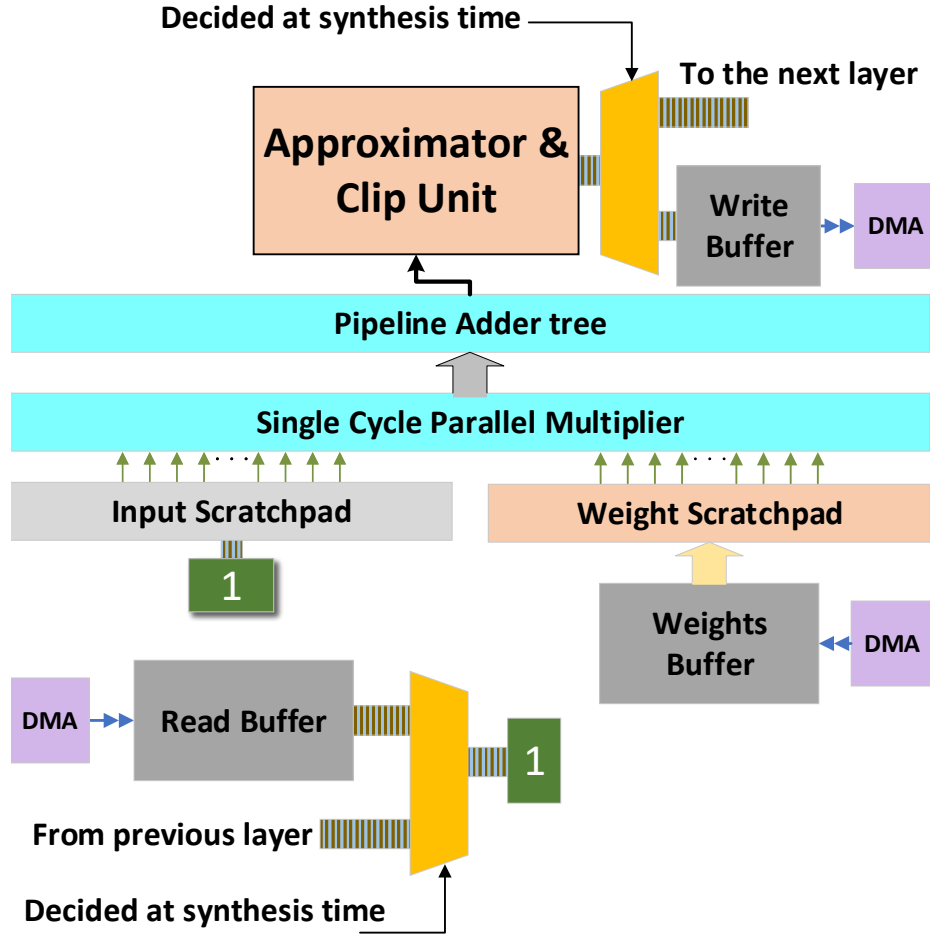 Decided at synthesis time
To the next layer
Approximator &
Clip Unit
Write
Buffer
DMA
Pipeline Adder tree
Single Cycle Parallel Multiplier
. . .
. . .
Input Scratchpad
Weight Scratchpad
1
Weights
Buffer
DMA
DMA
Read Buffer
1
From previous layer
Decided at synthesis time